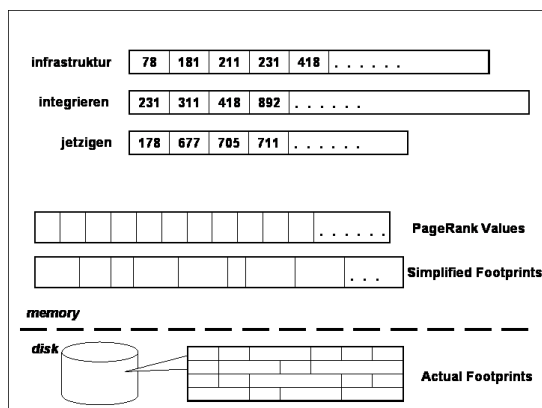 infrastruktur 78 181 211 231 418 . . . . . .
integrieren 231 311 418 892 . . . . . .
jetzigen 178 677 705 711 . . . . . .
. . . . . . PageRank Values
. . . Simplified Footprints
memory
disk
Actual Footprints